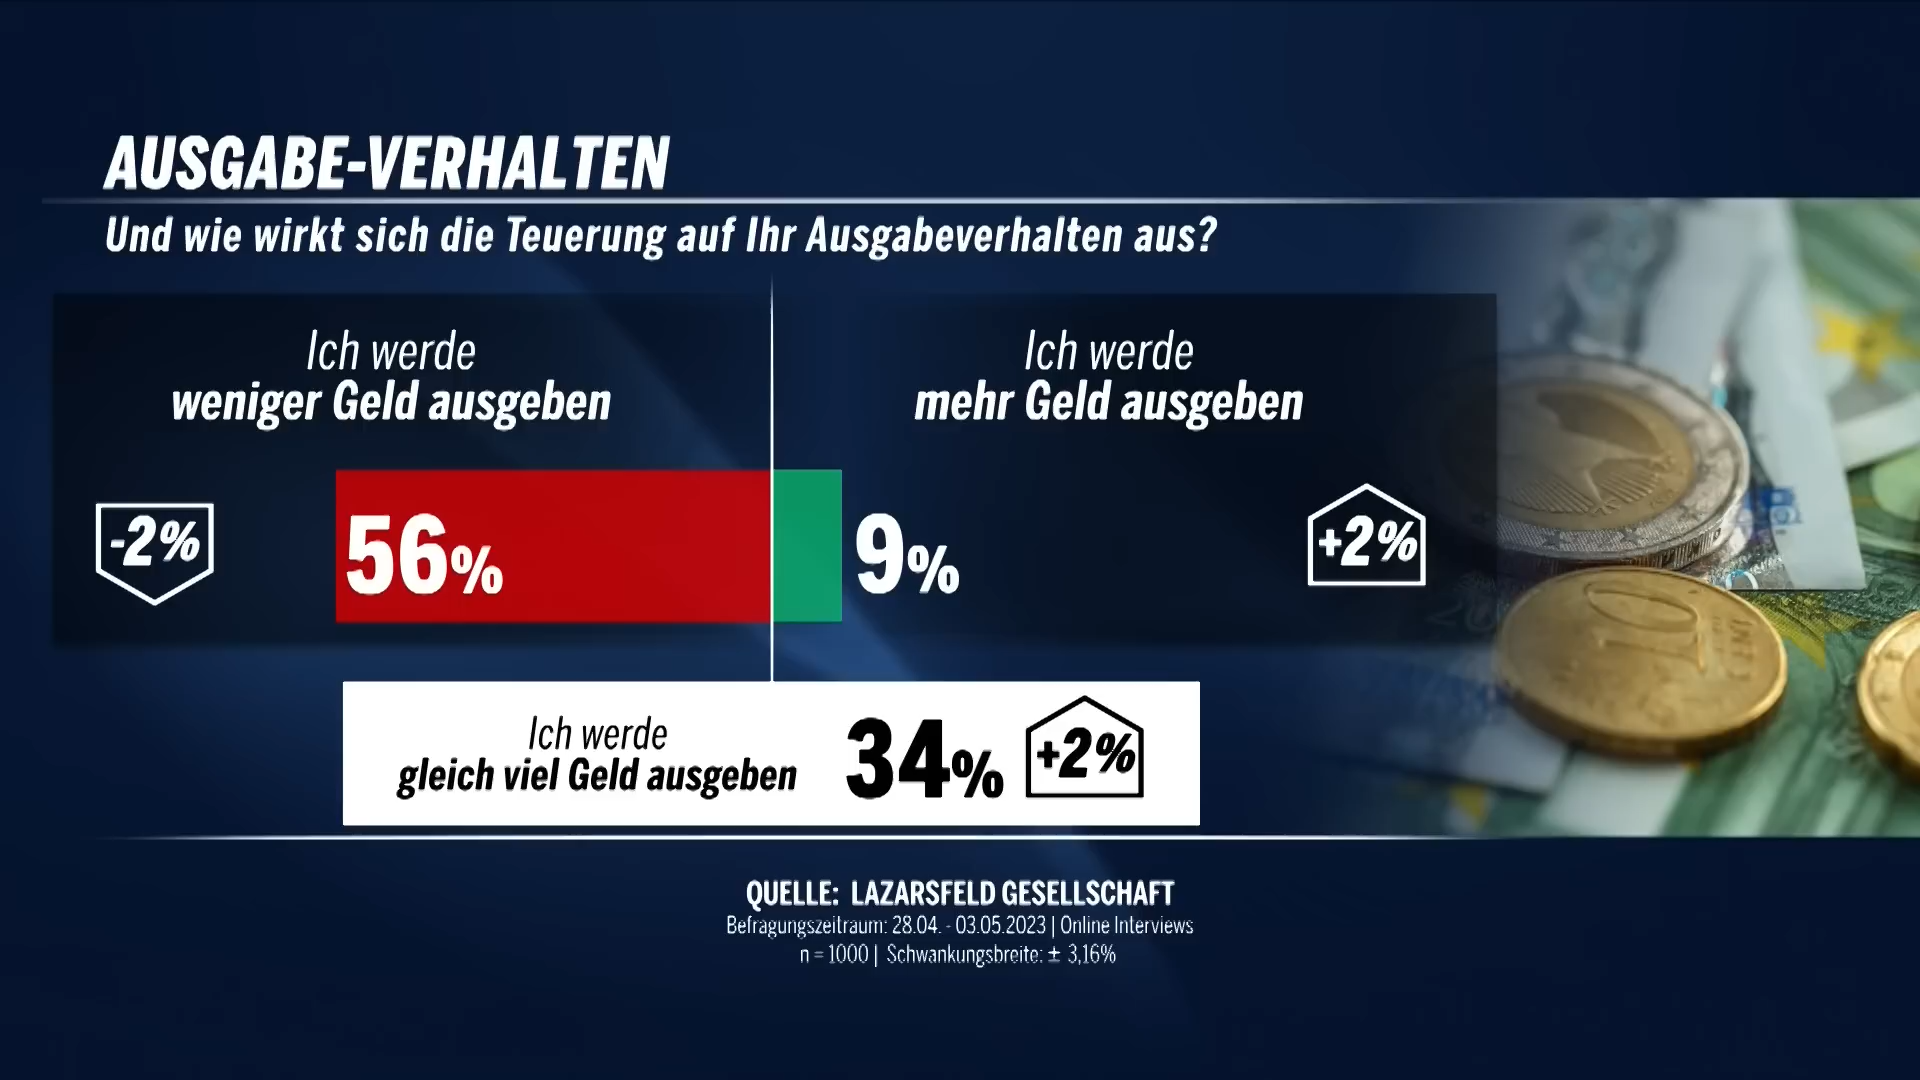 AUSGABE-VERHALTEN
Und wie wirkt sich die Teuerung auf Ihr Ausgabeverhalten aus?
Ich werde
weniger Geld ausgeben
Ich werde
mehr Geld ausgeben
-2%
56%
9%
+2%
Ich werde
gleich viel Geld ausgeben
34%
+2%
QUELLE: LAZARSFELD GESELLSCHAFT
Befragungszeitraum: 28.04. - 03.05.2023 | Online Interviews
n = 1000 | Schwankungsbreite: ± 3,16%
10